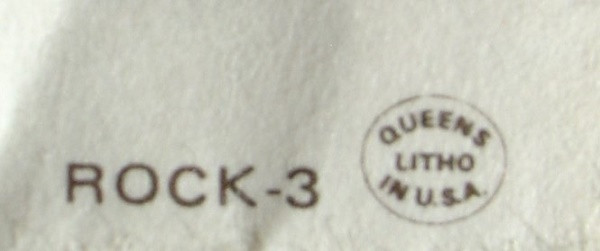 ROCK-3
QUEENS
LITHO
IN U.S.A.